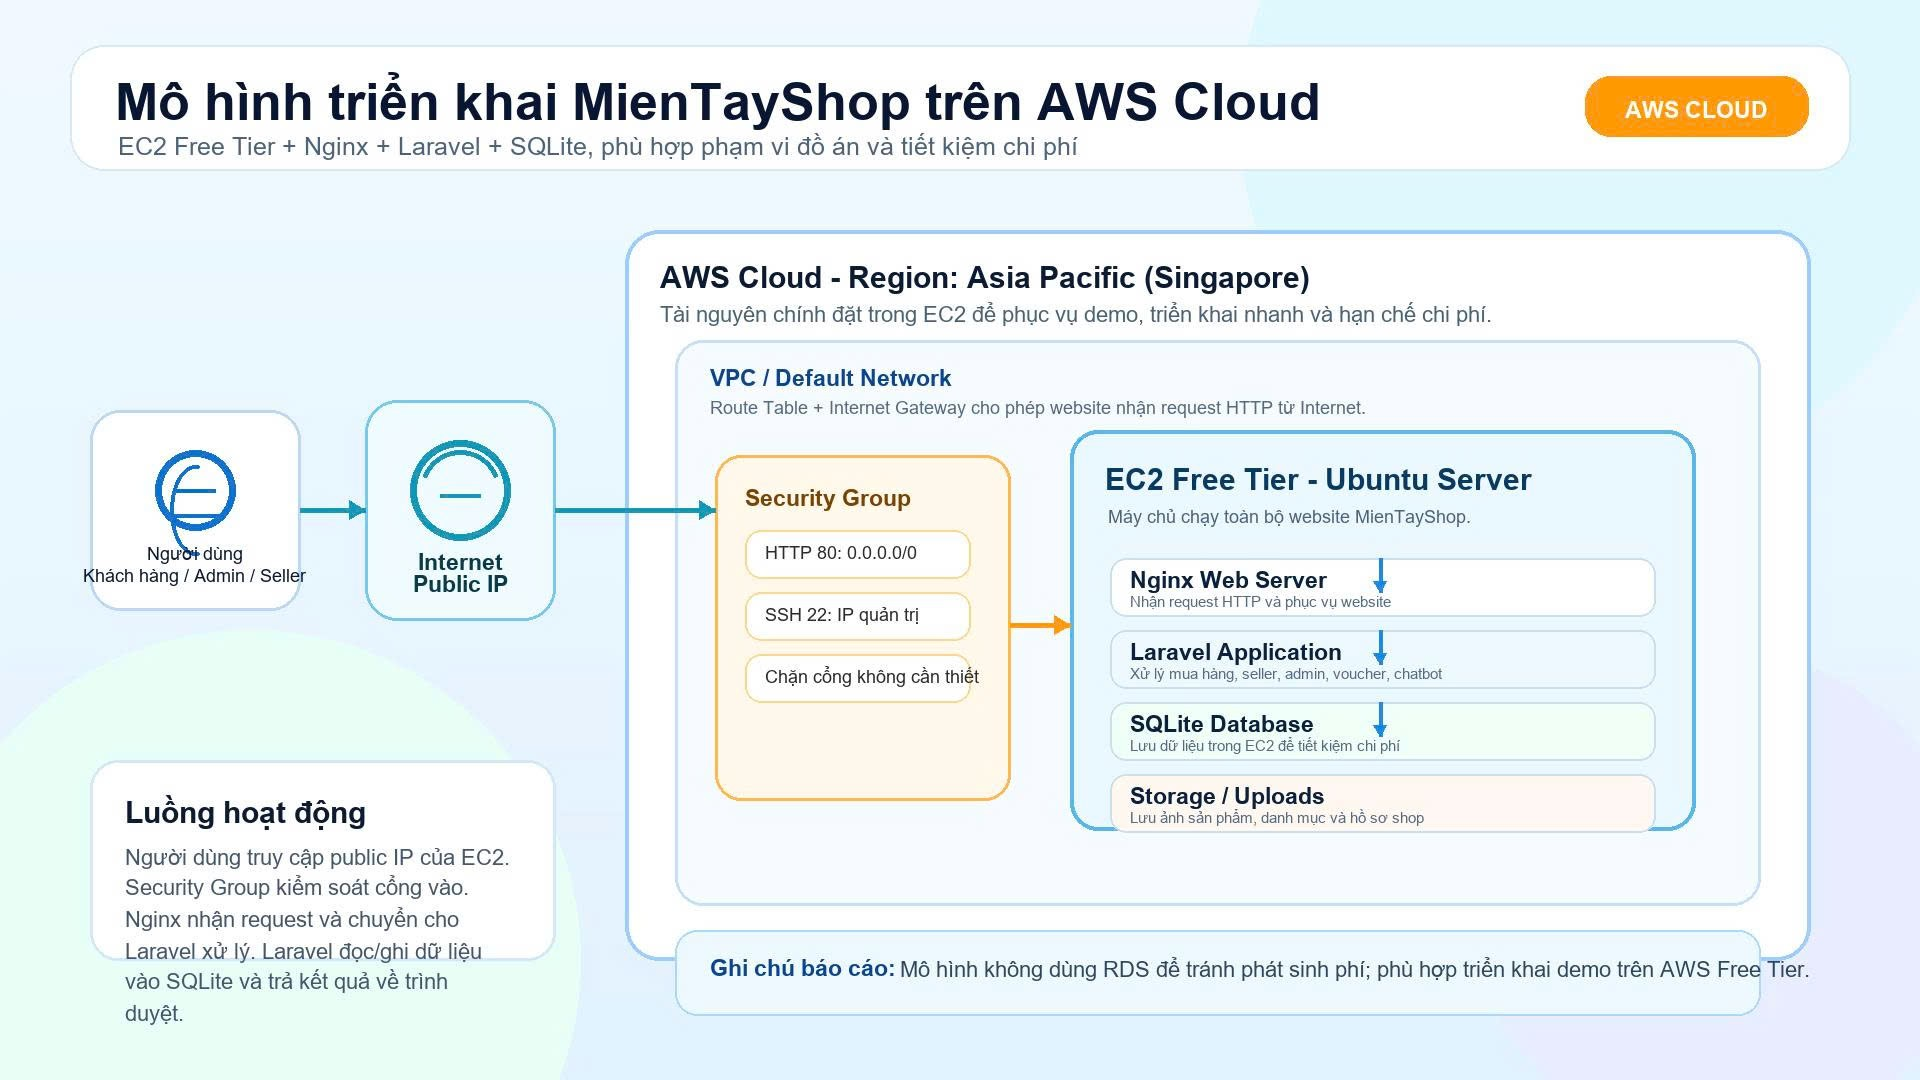 Mô hình triển khai MienTayShop trên AWS Cloud
EC2 Free Tier + Nginx + Laravel + SQLite, phù hợp phạm vi đồ án và tiết kiệm chi phí
AWS CLOUD
AWS Cloud - Region: Asia Pacific (Singapore)
Tài nguyên chính đặt trong EC2 để phục vụ demo, triển khai nhanh và hạn chế chi phí.
VPC / Default Network
Route Table + Internet Gateway cho phép website nhận request HTTP từ Internet.
Người dùng
Khách hàng / Admin / Seller
Internet
Public IP
Security Group
HTTP 80: 0.0.0.0/0
SSH 22: IP quản trị
Chặn cổng không cần thiết
EC2 Free Tier - Ubuntu Server
Máy chủ chạy toàn bộ website MienTayShop.
Nginx Web Server
Nhận request HTTP và phục vụ website
Laravel Application
Xử lý mua hàng, seller, admin, voucher, chatbot
SQLite Database
Lưu dữ liệu trong EC2 để tiết kiệm chi phí
Storage / Uploads
Lưu ảnh sản phẩm, danh mục và hồ sơ shop
Luồng hoạt động
Người dùng truy cập public IP của EC2.
Security Group kiểm soát cổng vào.
Nginx nhận request và chuyển cho
Laravel xử lý. Laravel đọc/ghi dữ liệu
vào SQLite và trả kết quả về trình
duyệt.
Ghi chú báo cáo: Mô hình không dùng RDS để tránh phát sinh phí; phù hợp triển khai demo trên AWS Free Tier.